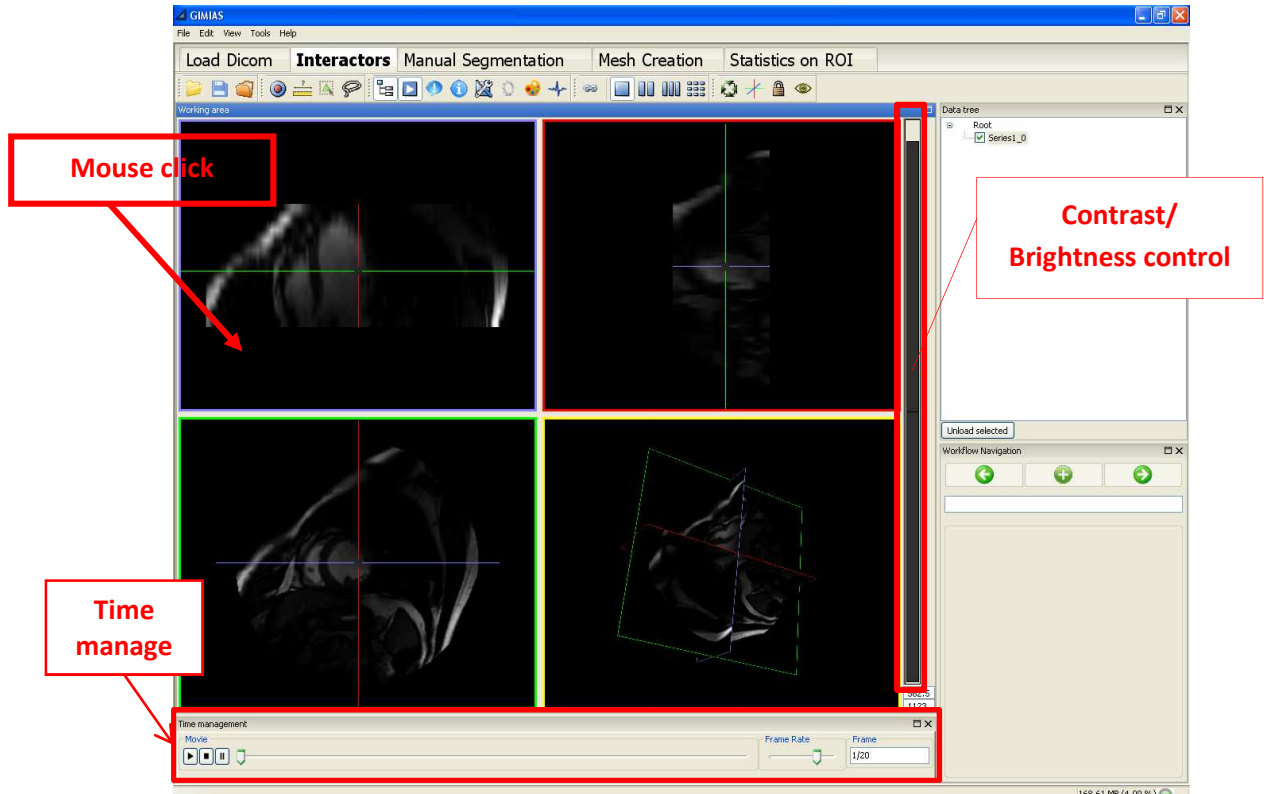 GIMIAS
File Edit View Tools Help
Load Dicom Interactors Manual Segmentation Mesh Creation Statistics on ROI
Working area
Data tree
Root
Series1_0
Mouse click
Contrast/
Brightness control
Unload selected
Workflow Navigation
Time
manage
Time management
Movie
Frame Rate
Frame
1/20